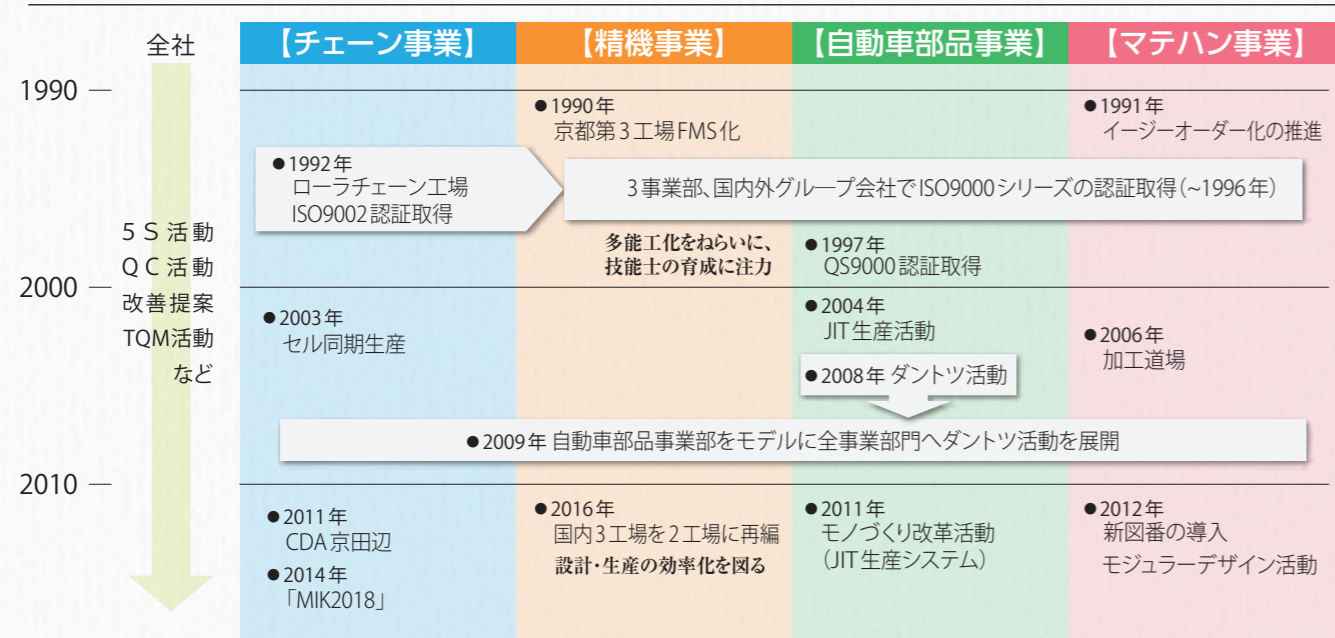 全社
【チェーン事業】
【精機事業】
【自動車部品事業】
【マテハン事業】
1990
2000
2010
5S活動
QC活動
改善提案
TQM活動
など
●1992年
ローラチェーン工場
ISO9002認証取得
●2003年
セル同期生産
●2011年
CDA京田辺
●2014年
「MIK2018」
●1990年
京都第3工場FMS化
3事業部、国内外グループ会社でISO9000シリーズの認証取得(~1996年)
多能工化をねらいに、
技能士の育成に注力
●2016年
国内3工場を2工場に再編
設計・生産の効率化を図る
●1997年
QS9000認証取得
●2004年
JIT生産活動
●2008年 ダントツ活動
●2009年 自動車部品事業部をモデルに全事業部門へダントツ活動を展開
●2011年
モノづくり改革活動
(JIT生産システム)
●1991年
イージーオーダー化の推進
●2006年
加工道場
●2012年
新図番の導入
モジュラーデザイン活動